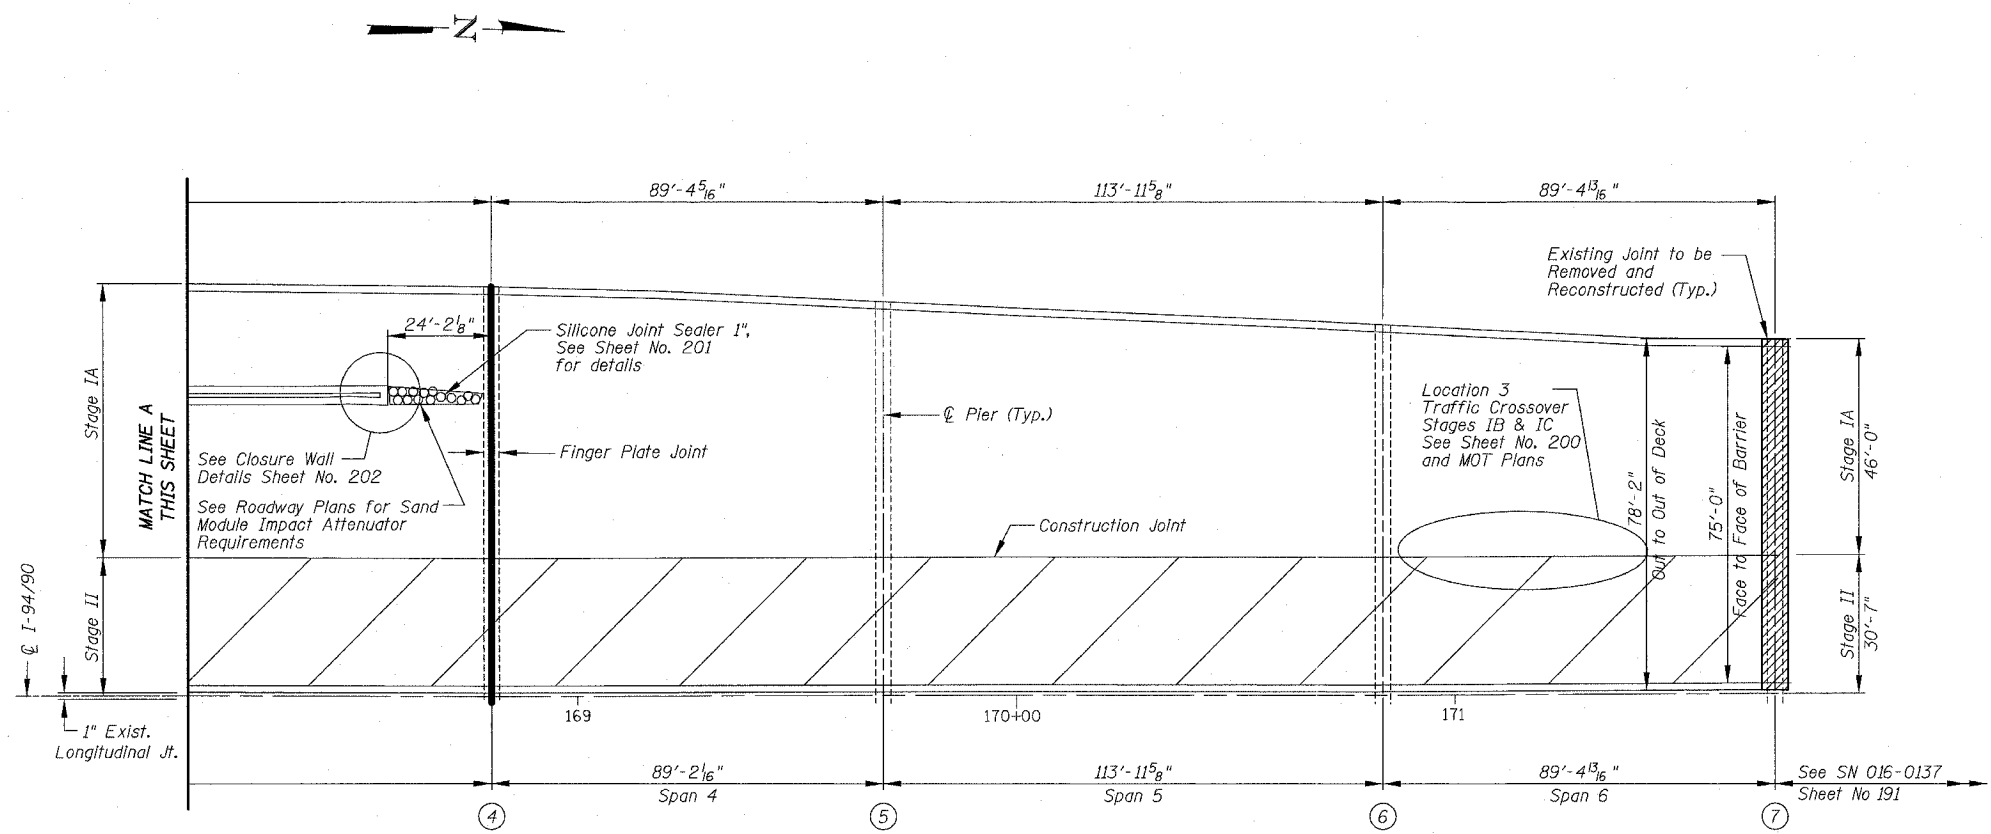 N
89'-4 5/16"
113'-11 5/8"
89'-4 13/16"
Existing Joint to be
Removed and
Reconstructed (Typ.)
24'-2 1/8"
Silicone Joint Sealer 1",
See Sheet No. 201
for details
Stage IA
MATCH LINE A
THIS SHEET
℄ Pier (Typ.)
Location 3
Traffic Crossover
Stages IB & IC
See Sheet No. 200
and MOT Plans
78'-2"
Out to Out of Deck
75'-0"
Face to Face of Barrier
Stage IA
46'-0"
See Closure Wall
Details Sheet No. 202
Finger Plate Joint
See Roadway Plans for Sand
Module Impact Attenuator
Requirements
Construction Joint
℄ I-94/90
Stage II
Stage II
30'-7"
1" Exist.
Longitudinal Jt.
169
170+00
171
89'-2 1/16"
Span 4
113'-11 5/8"
Span 5
89'-4 13/16"
Span 6
See SN 016-0137
Sheet No 191
4
5
6
7